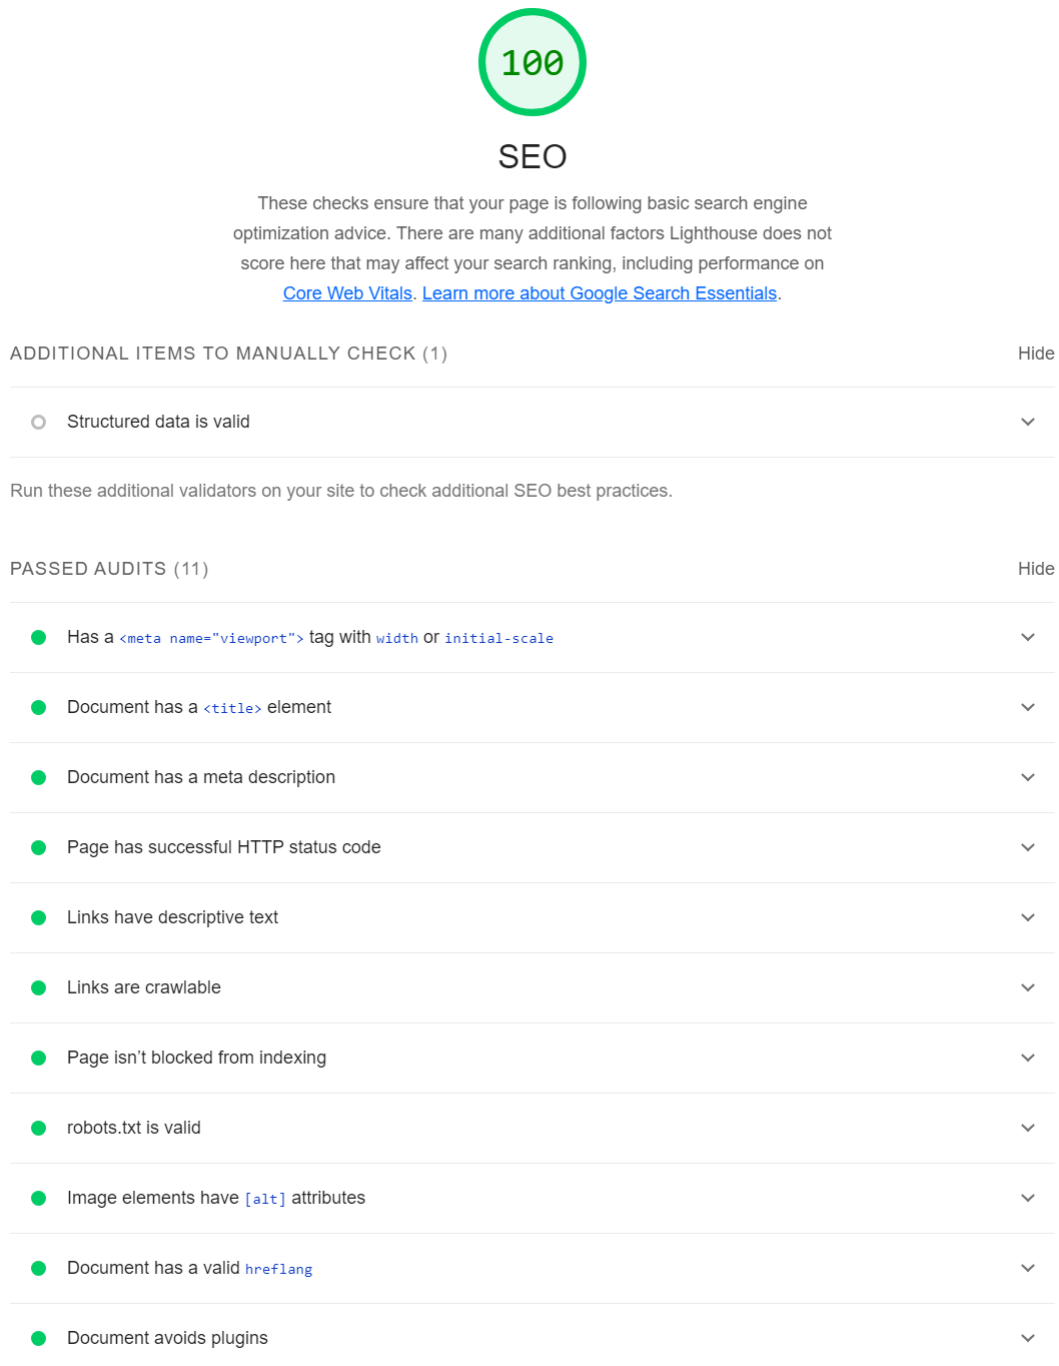 100
SEO
These checks ensure that your page is following basic search engine
optimization advice. There are many additional factors Lighthouse does not
score here that may affect your search ranking, including performance on
Core Web Vitals. Learn more about Google Search Essentials.
ADDITIONAL ITEMS TO MANUALLY CHECK (1) Hide
Structured data is valid
Run these additional validators on your site to check additional SEO best practices.
PASSED AUDITS (11) Hide
Has a <meta name="viewport"> tag with width or initial-scale
Document has a <title> element
Document has a meta description
Page has successful HTTP status code
Links have descriptive text
Links are crawlable
Page isn’t blocked from indexing
robots.txt is valid
Image elements have [alt] attributes
Document has a valid hreflang
Document avoids plugins